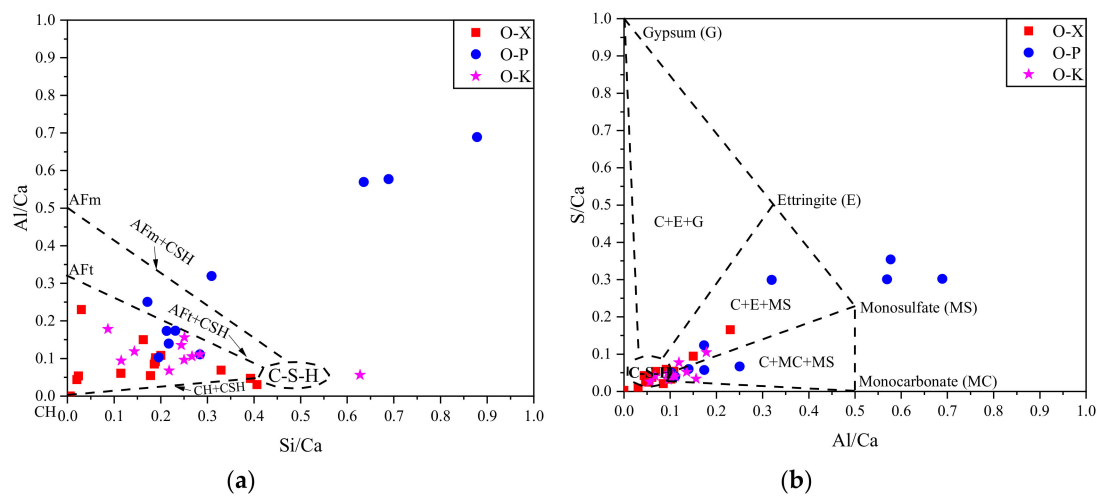 1.0
0.9
0.8
0.7
0.6
0.5
0.4
0.3
0.2
0.1
0.0
Al/Ca
O-X
O-P
O-K
AFm
AFm+CSH
AFt
AFt+CSH
C-S-H
CH+CSH
CH
0.0 0.1 0.2 0.3 0.4 0.5 0.6 0.7 0.8 0.9 1.0
Si/Ca
(a)
1.0
0.9
0.8
0.7
0.6
0.5
0.4
0.3
0.2
0.1
0.0
S/Ca
O-X
O-P
O-K
Gypsum (G)
Ettringite (E)
C+E+G
C+E+MS
Monosulfate (MS)
C+MC+MS
C-S-H
Monocarbonate (MC)
0.0 0.1 0.2 0.3 0.4 0.5 0.6 0.7 0.8 0.9 1.0
Al/Ca
(b)